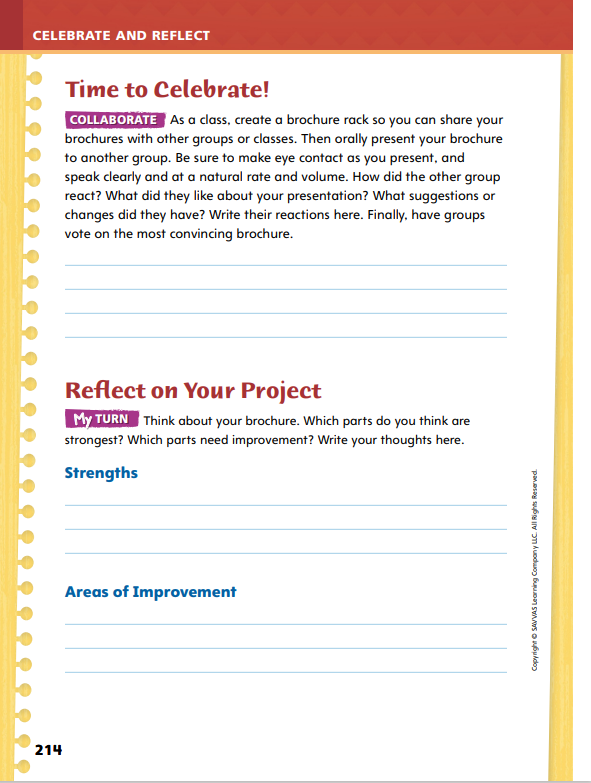 CELEBRATE AND REFLECT
Time to Celebrate!
COLLABORATE As a class, create a brochure rack so you can share your
brochures with other groups or classes. Then orally present your brochure
to another group. Be sure to make eye contact as you present, and
speak clearly and at a natural rate and volume. How did the other group
react? What did they like about your presentation? What suggestions or
changes did they have? Write their reactions here. Finally, have groups
vote on the most convincing brochure.
Reflect on Your Project
My TURN Think about your brochure. Which parts do you think are
strongest? Which parts need improvement? Write your thoughts here.
Strengths
Areas of Improvement
Copyright © SAVVAS Learning Company LLC. All Rights Reserved.
214